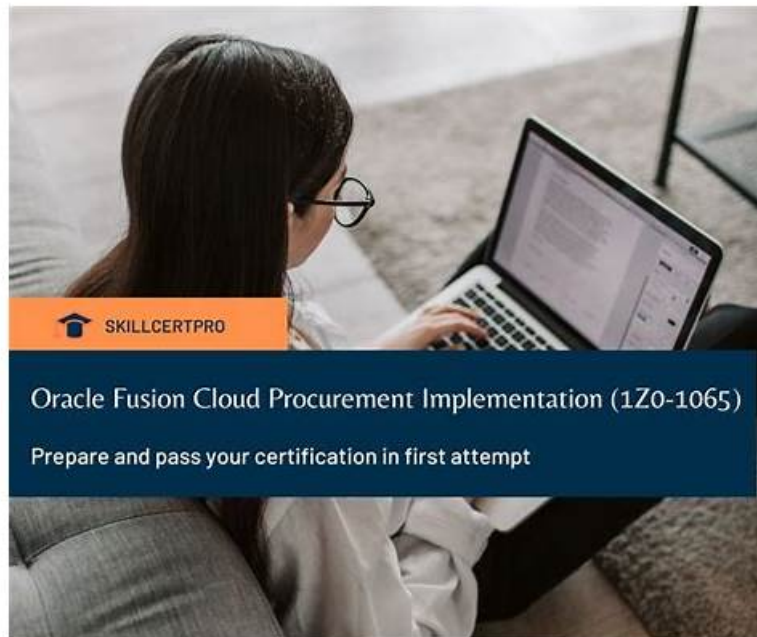 SKILLCERTPRO
Oracle Fusion Cloud Procurement Implementation (1Z0-1065)
Prepare and pass your certification in first attempt